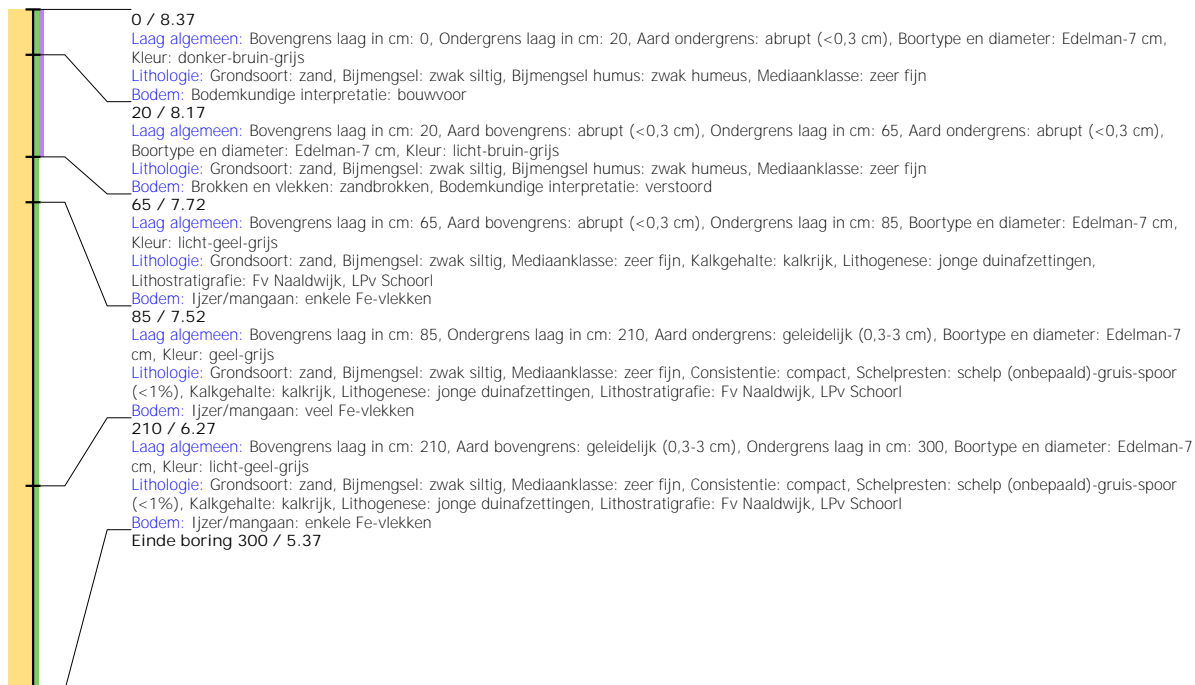 0 / 8.37
Laag algemeen: Bovengrens laag in cm: 0, Ondergrens laag in cm: 20, Aard ondergrens: abrupt (<0,3 cm), Boortype en diameter: Edelman-7 cm,
Kleur: donker-bruin-grijs
Lithologie: Grondsoort: zand, Bijmengsel: zwak siltig, Bijmengsel humus: zwak humeus, Mediaanklasse: zeer fijn
Bodem: Bodemkundige interpretatie: bouwvoor
20 / 8.17
Laag algemeen: Bovengrens laag in cm: 20, Aard bovengrens: abrupt (<0,3 cm), Ondergrens laag in cm: 65, Aard ondergrens: abrupt (<0,3 cm),
Boortype en diameter: Edelman-7 cm, Kleur: licht-bruin-grijs
Lithologie: Grondsoort: zand, Bijmengsel: zwak siltig, Bijmengsel humus: zwak humeus, Mediaanklasse: zeer fijn
Bodem: Brokken en vlekken: zandbrokken, Bodemkundige interpretatie: verstoord
65 / 7.72
Laag algemeen: Bovengrens laag in cm: 65, Aard bovengrens: abrupt (<0,3 cm), Ondergrens laag in cm: 85, Boortype en diameter: Edelman-7 cm,
Kleur: licht-geel-grijs
Lithologie: Grondsoort: zand, Bijmengsel: zwak siltig, Mediaanklasse: zeer fijn, Kalkgehalte: kalkrijk, Lithogenese: jonge duinafzettingen,
Lithostratigrafie: Fv Naaldwijk, LPv Schoorl
Bodem: Ijzer/mangaan: enkele Fe-vlekken
85 / 7.52
Laag algemeen: Bovengrens laag in cm: 85, Ondergrens laag in cm: 210, Aard ondergrens: geleidelijk (0,3-3 cm), Boortype en diameter: Edelman-7
cm, Kleur: geel-grijs
Lithologie: Grondsoort: zand, Bijmengsel: zwak siltig, Mediaanklasse: zeer fijn, Consistentie: compact, Schelpresten: schelp (onbepaald)-gruis-spoor
(<1%), Kalkgehalte: kalkrijk, Lithogenese: jonge duinafzettingen, Lithostratigrafie: Fv Naaldwijk, LPv Schoorl
Bodem: Ijzer/mangaan: veel Fe-vlekken
210 / 6.27
Laag algemeen: Bovengrens laag in cm: 210, Aard bovengrens: geleidelijk (0,3-3 cm), Ondergrens laag in cm: 300, Boortype en diameter: Edelman-7
cm, Kleur: licht-geel-grijs
Lithologie: Grondsoort: zand, Bijmengsel: zwak siltig, Mediaanklasse: zeer fijn, Consistentie: compact, Schelpresten: schelp (onbepaald)-gruis-spoor
(<1%), Kalkgehalte: kalkrijk, Lithogenese: jonge duinafzettingen, Lithostratigrafie: Fv Naaldwijk, LPv Schoorl
Bodem: Ijzer/mangaan: enkele Fe-vlekken
Einde boring 300 / 5.37